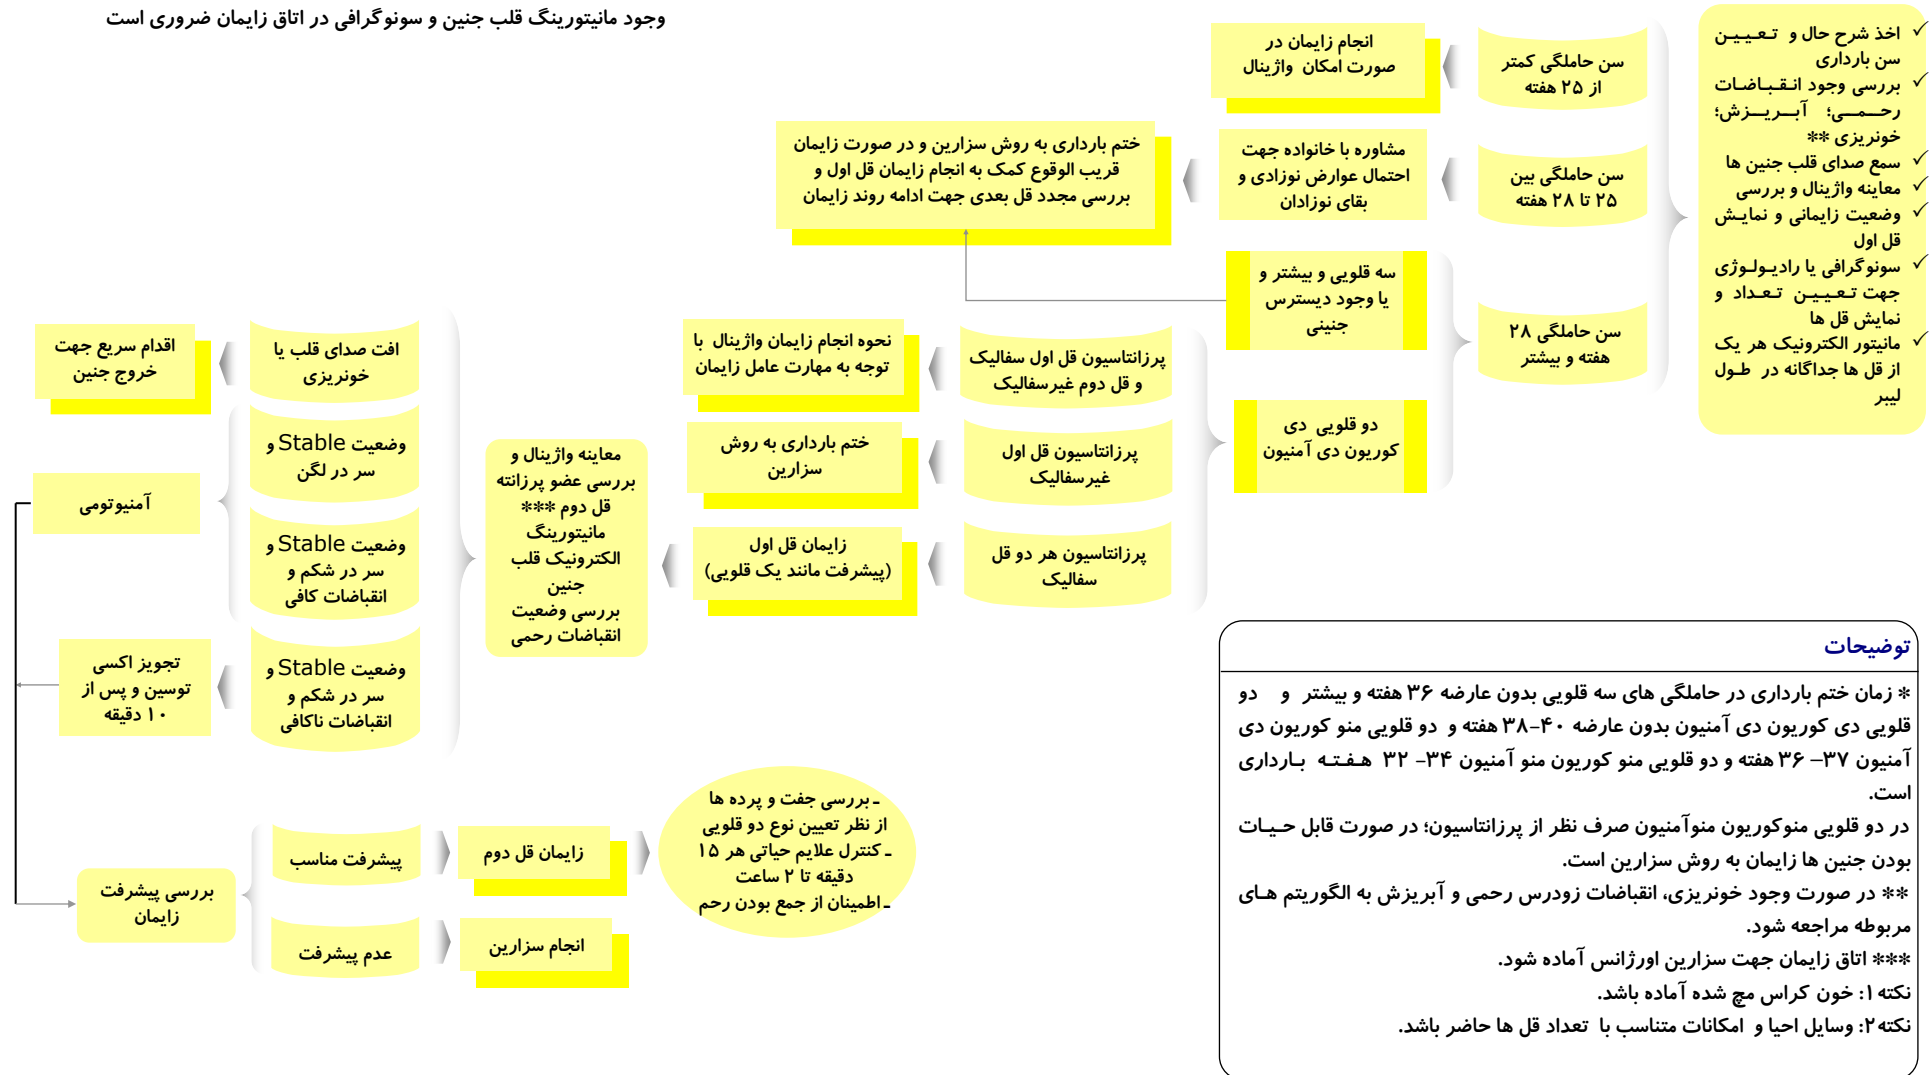 وجود مانیتورینگ قلب جنین و سونوگرافی در اتاق زایمان ضروری است
✓ اخذ شرح حال و تعیین
سن بارداری
✓ بررسی وجود انقباضات
رحمی؛ آبریزش؛
خونریزی **
✓ سمع صدای قلب جنین ها
✓ معاینه واژینال و بررسی
✓ وضعیت زایمانی و نمایش
قل اول
✓ سونوگرافی یا رادیولوژی
جهت تعیین تعداد و
نمایش قل ها
✓ مانیتور الکترونیک هر یک
از قل ها جداگانه در طول
لیبر
سن حاملگی کمتر
از ۲۵ هفته
انجام زایمان در
صورت امکان واژینال
سن حاملگی بین
۲۵ تا ۲۸ هفته
مشاوره با خانواده جهت
احتمال عوارض نوزادی و
بقای نوزادان
ختم بارداری به روش سزارین و در صورت زایمان
قریب الوقوع کمک به انجام زایمان قل اول و
بررسی مجدد قل بعدی جهت ادامه روند زایمان
سن حاملگی ۲۸
هفته و بیشتر
سه قلویی و بیشتر و
یا وجود دیسترس
جنینی
دو قلویی دی
کوریون دی آمنیون
پرزانتاسیون قل اول سفالیک
و قل دوم غیرسفالیک
نحوه انجام زایمان واژینال با
توجه به مهارت عامل زایمان
پرزانتاسیون قل اول
غیرسفالیک
ختم بارداری به روش
سزارین
پرزانتاسیون هر دو قل
سفالیک
زایمان قل اول
(پیشرفت مانند یک قلویی)
معاینه واژینال و
بررسی عضو پرزانته
قل دوم ***
مانیتورینگ
الکترونیک قلب
جنین
بررسی وضعیت
انقباضات رحمی
افت صدای قلب یا
خونریزی
اقدام سریع جهت
خروج جنین
وضعیت Stable و
سر در لگن
وضعیت Stable و
سر در شکم و
انقباضات کافی
آمنیوتومی
وضعیت Stable و
سر در شکم و
انقباضات ناکافی
تجویز اکسی
توسین و پس از
۱۰ دقیقه
بررسی پیشرفت
زایمان
پیشرفت مناسب
زایمان قل دوم
ـ بررسی جفت و پرده ها
از نظر تعیین نوع دو قلویی
ـ کنترل علایم حیاتی هر ۱۵
دقیقه تا ۲ ساعت
ـ اطمینان از جمع بودن رحم
عدم پیشرفت
انجام سزارین
توضیحات
* زمان ختم بارداری در حاملگی های سه قلویی بدون عارضه ۳۶ هفته و بیشتر و دو
قلویی دی کوریون دی آمنیون بدون عارضه ۴۰-۳۸ هفته و دو قلویی منو کوریون دی
آمنیون ۳۷– ۳۶ هفته و دو قلویی منو کوریون منو آمنیون ۳۴- ۳۲ هفته بارداری
است.
در دو قلویی منوکوریون منوآمنیون صرف نظر از پرزانتاسیون؛ در صورت قابل حیات
بودن جنین ها زایمان به روش سزارین است.
** در صورت وجود خونریزی، انقباضات زودرس رحمی و آبریزش به الگوریتم های
مربوطه مراجعه شود.
*** اتاق زایمان جهت سزارین اورژانس آماده شود.
نکته ۱: خون کراس مچ شده آماده باشد.
نکته ۲: وسایل احیا و امکانات متناسب با تعداد قل ها حاضر باشد.